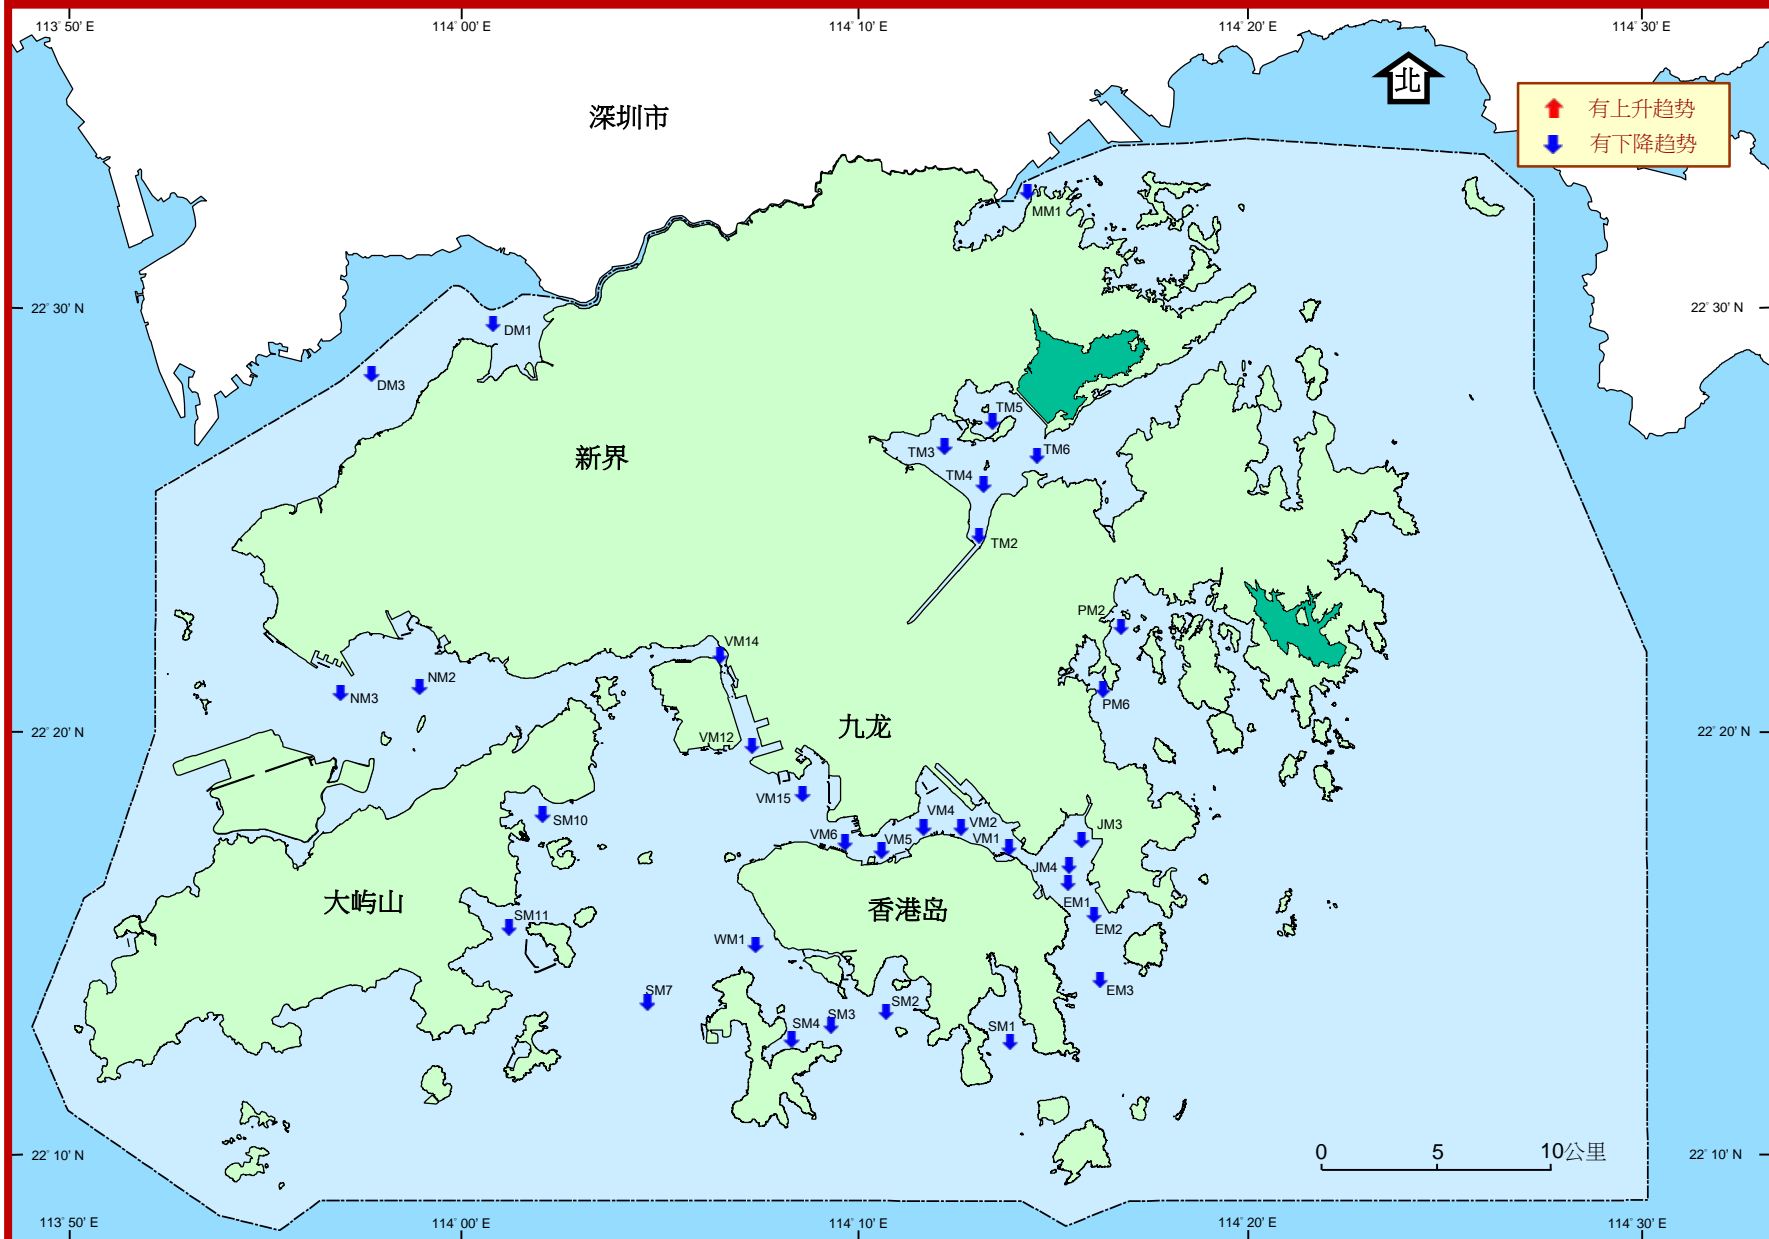 113° 50' E
114° 00' E
114° 10' E
114° 20' E
114° 30' E
北
有上升趋势
有下降趋势
深圳市
MM1
22° 30' N
22° 30' N
DM1
DM3
TM5
TM3
TM6
新界
TM4
TM2
PM2
VM14
NM2
NM3
PM6
22° 20' N
22° 20' N
九龙
VM12
VM15
SM10
VM4
VM2
VM6
VM5
VM1
JM3
JM4
大屿山
EM1
香港岛
SM11
EM2
WM1
EM3
SM7
SM2
SM4
SM3
SM1
22° 10' N
0
5
10公里
22° 10' N
113° 50' E
114° 00' E
114° 10' E
114° 20' E
114° 30' E